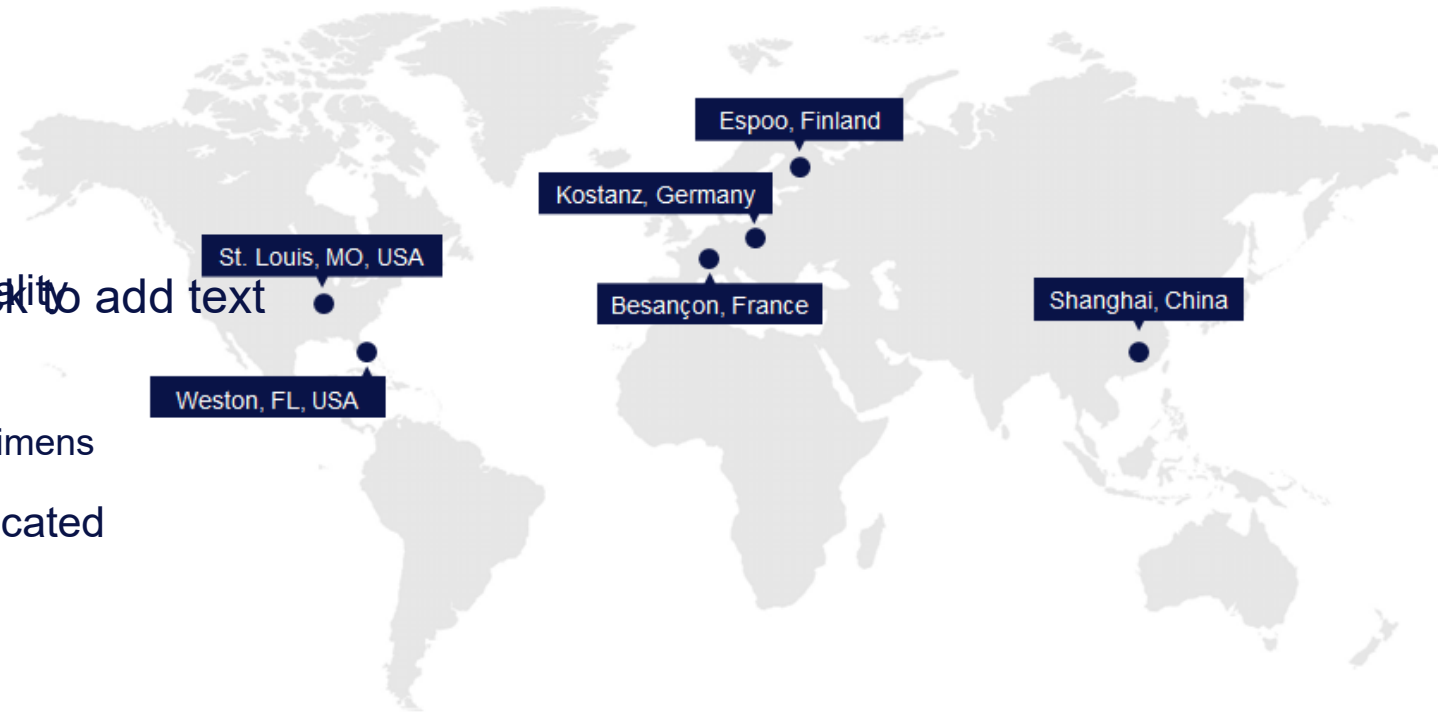 Espoo, Finland
Kostanz, Germany
St. Louis, MO, USA
to add text
Besançon, France
Shanghai, China
Weston, FL, USA
imens
cated